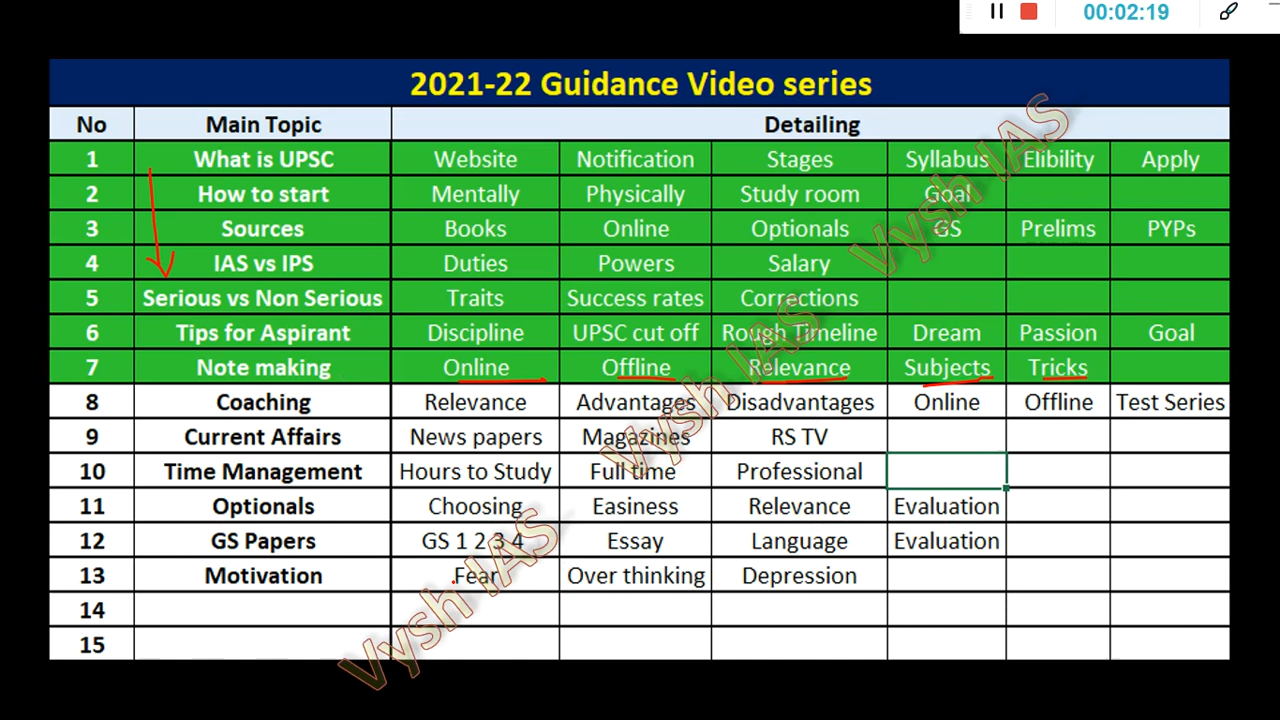 00:02:19
2021-22 Guidance Video series
No Main Topic Detailing
1 What is UPSC Website Notification Stages Syllabus Elibility Apply
2 How to start Mentally Physically Study room Goal
3 Sources Books Online Optionals GS Prelims PYPs
4 IAS vs IPS Duties Powers Salary
5 Serious vs Non Serious Traits Success rates Corrections
6 Tips for Aspirant Discipline UPSC cut off Rough Timeline Dream Passion Goal
7 Note making Online Offline Relevance Subjects Tricks
8 Coaching Relevance Advantages Disadvantages Online Offline Test Series
9 Current Affairs News papers Magazines RS TV
10 Time Management Hours to Study Full time Professional
11 Optionals Choosing Easiness Relevance Evaluation
12 GS Papers GS 1 2 3 4 Essay Language Evaluation
13 Motivation Fear Over thinking Depression
14
15
Vysh IAS
Vysh IAS
Vysh IAS